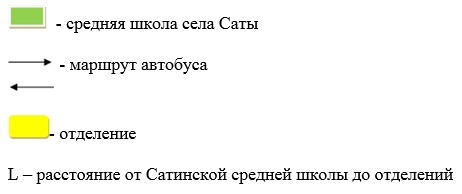 - средняя школа села Саты
- маршрут автобуса
- отделение
L – расстояние от Сатинской средней школы до отделений